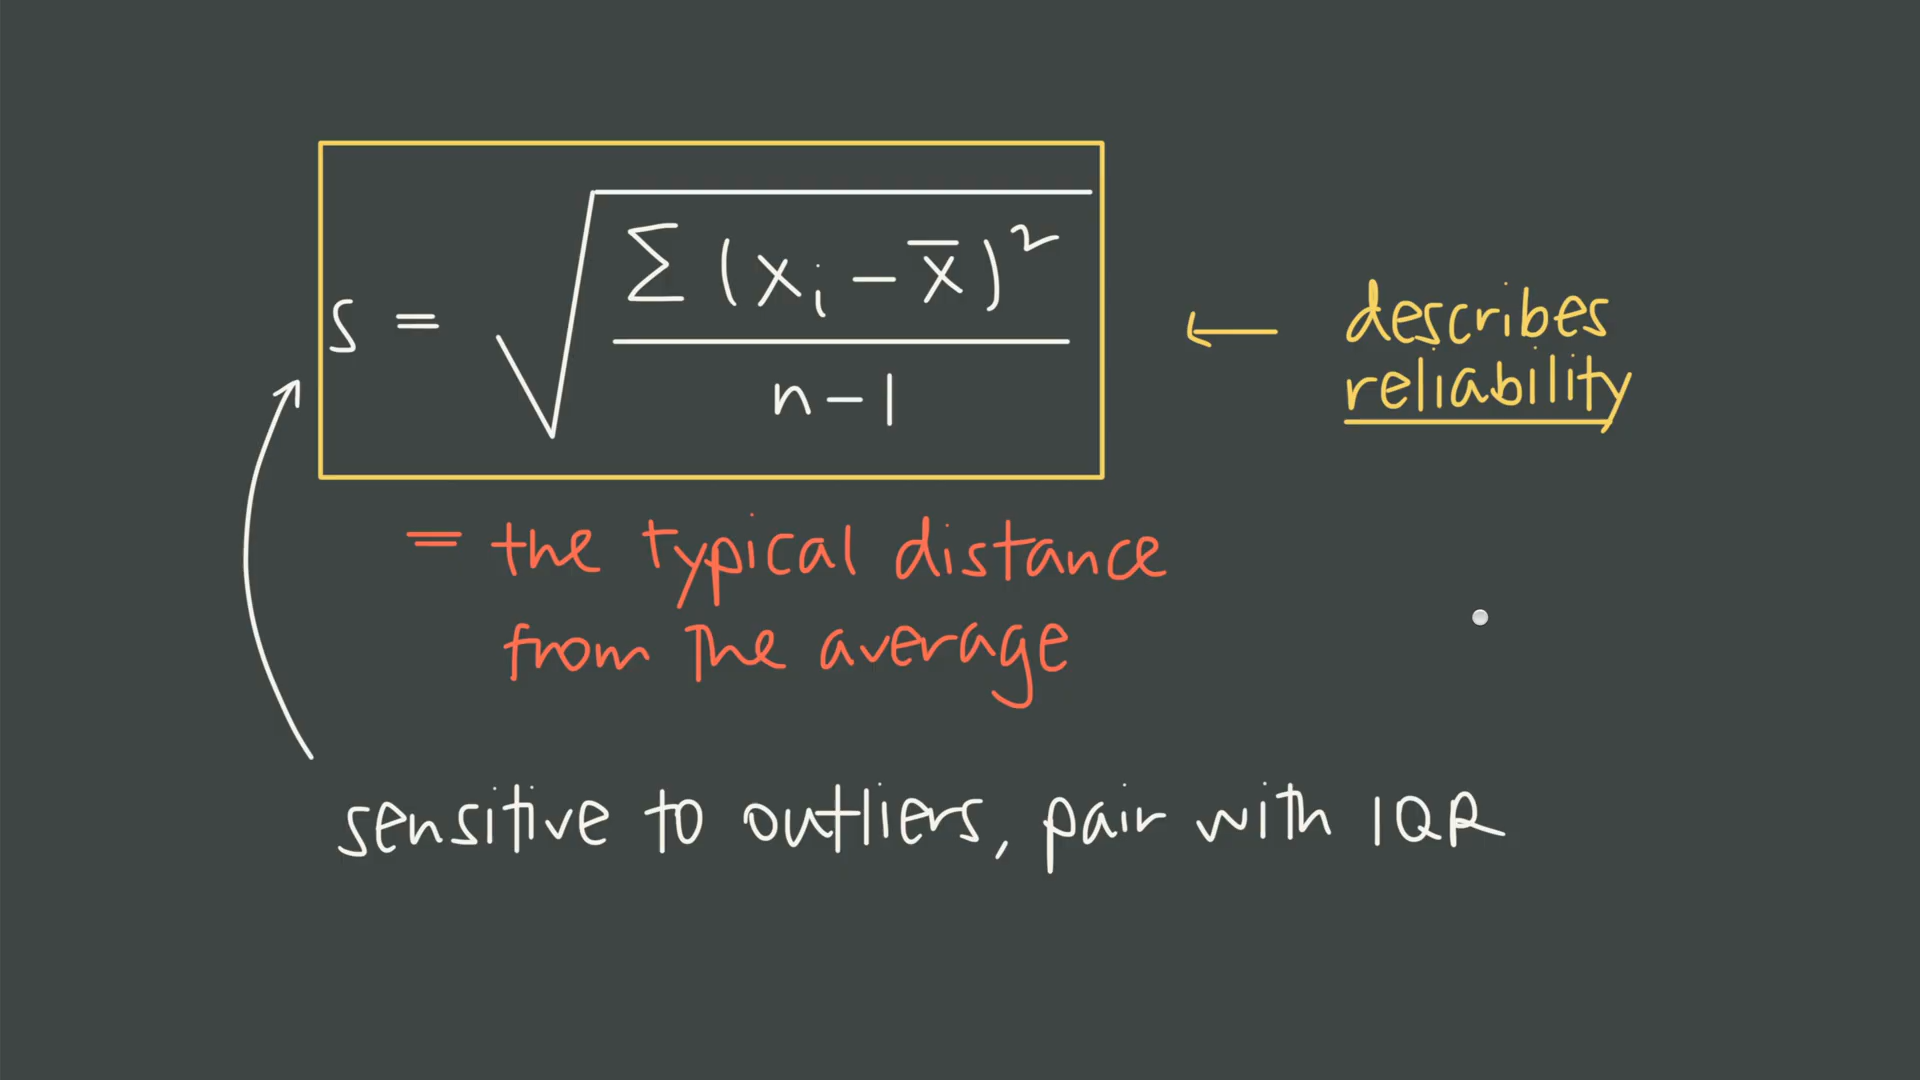 s = √(Σ(xᵢ - x̄)² / (n-1))
← describes
reliability
= the typical distance
from the average
sensitive to outliers, pair with IQR